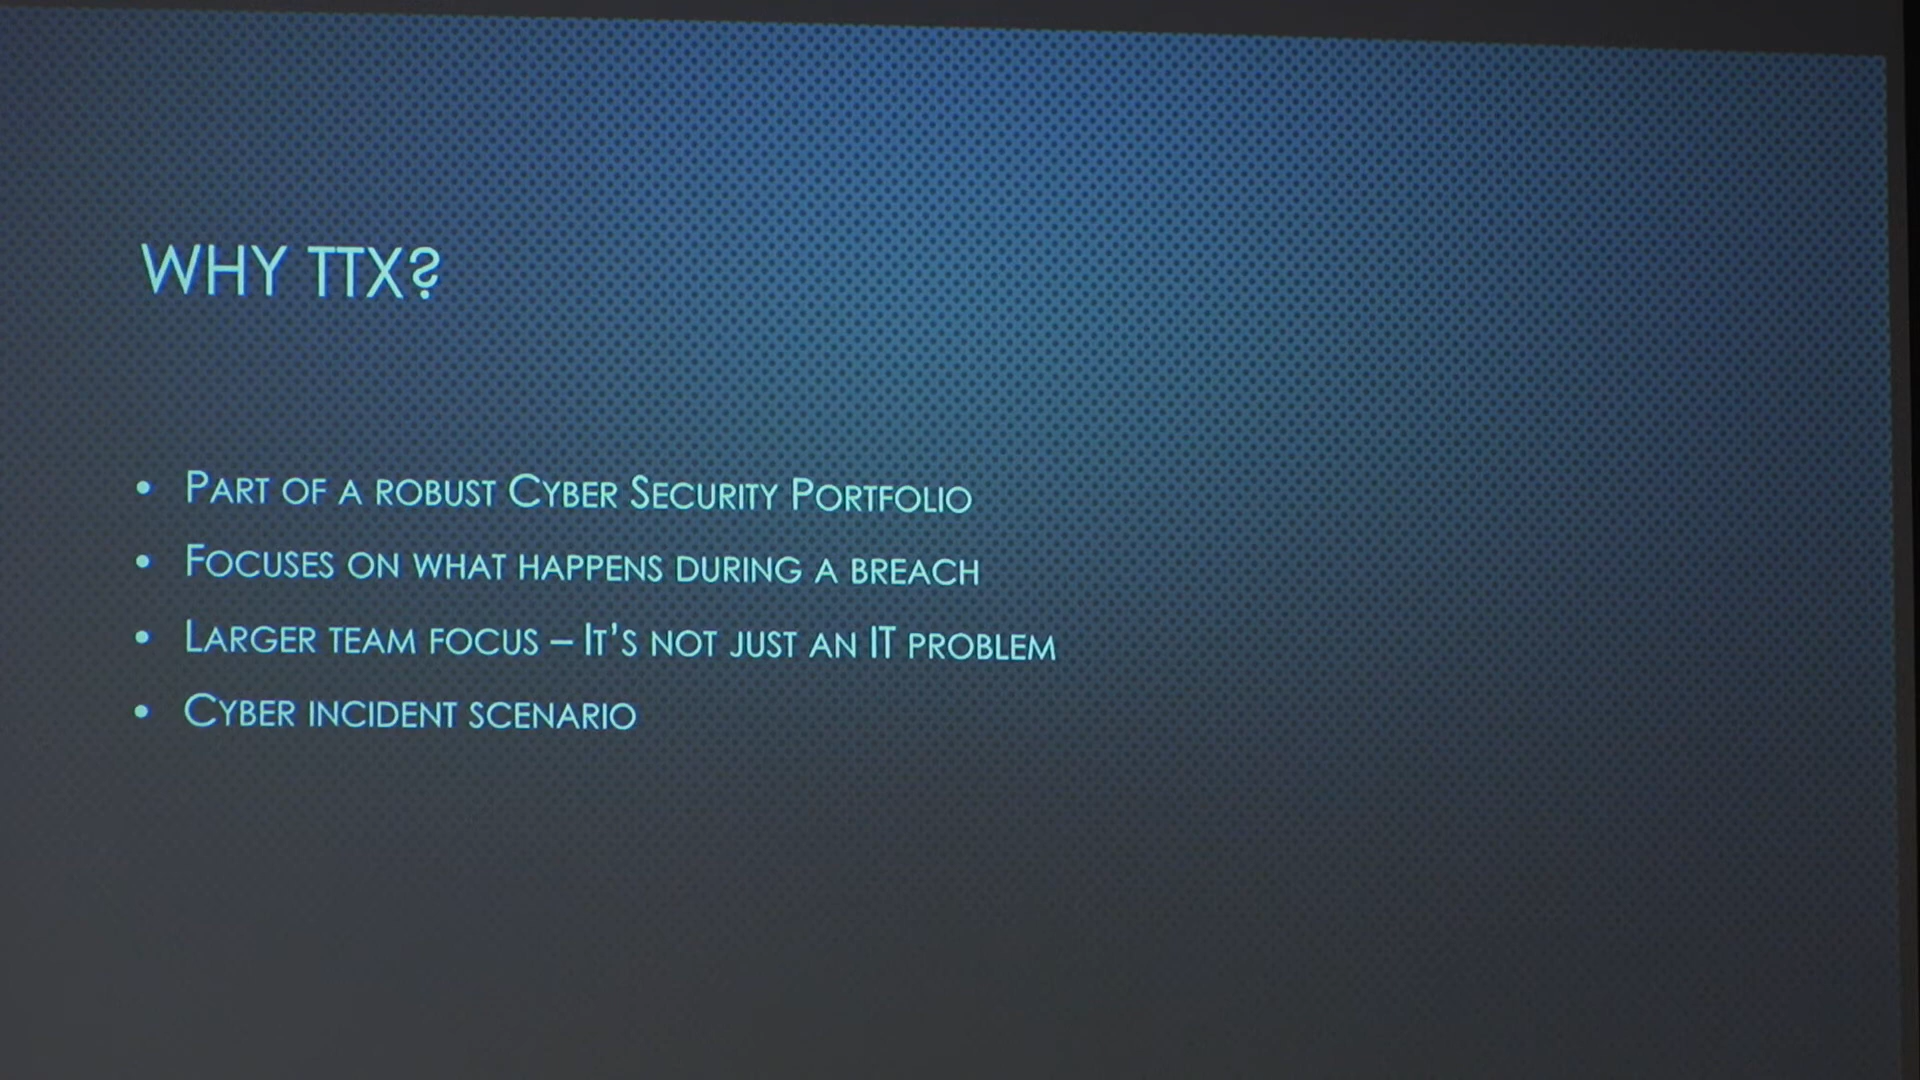 WHY TTX?
• Part of a robust Cyber Security Portfolio
• Focuses on what happens during a breach
• Larger team focus – It's not just an IT problem
• Cyber incident scenario